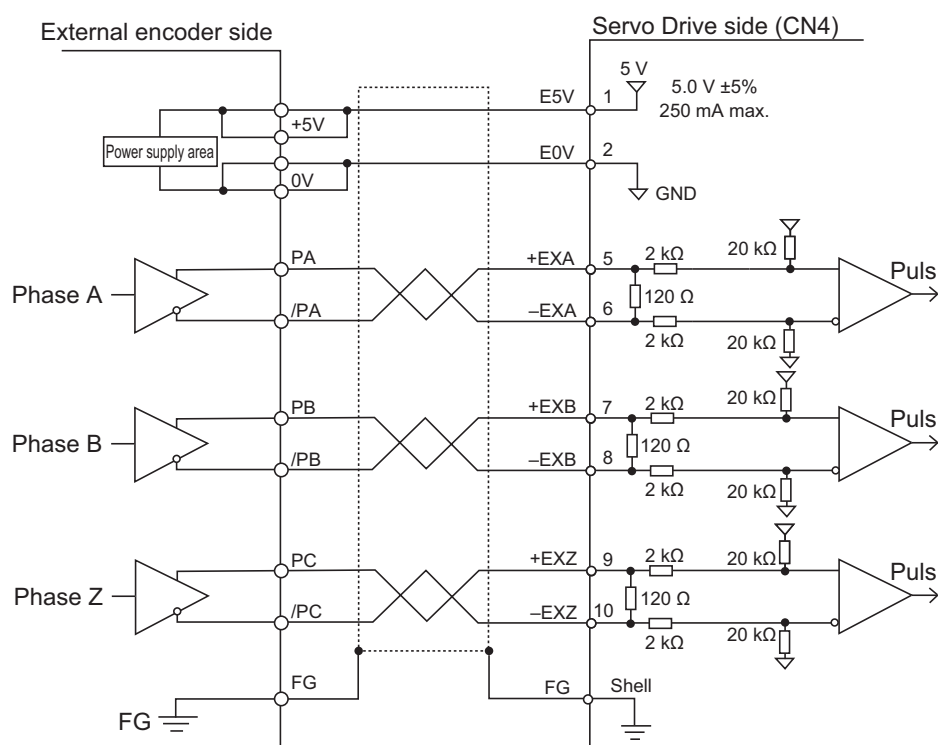 External encoder side
Servo Drive side (CN4)
5 V
5.0 V ±5%
250 mA max.
E5V
1
+5V
Power supply area
E0V
2
0V
GND
20 kΩ
2 kΩ
PA
+EXA
5
Puls
Phase A
120 Ω
/PA
–EXA
6
2 kΩ
20 kΩ
20 kΩ
2 kΩ
PB
+EXB
7
Puls
Phase B
120 Ω
/PB
–EXB
8
2 kΩ
20 kΩ
20 kΩ
2 kΩ
PC
+EXZ
9
Puls
Phase Z
120 Ω
/PC
–EXZ
10
2 kΩ
20 kΩ
FG
FG
Shell
FG